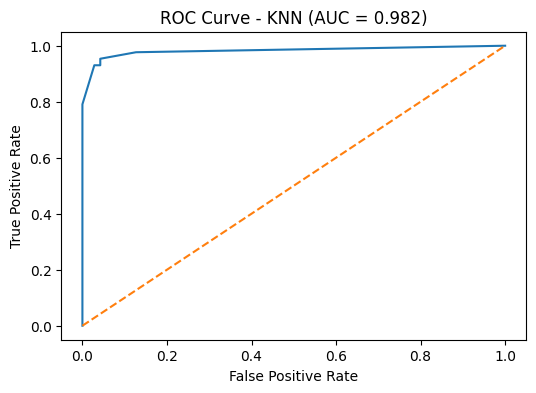 ROC Curve - KNN (AUC = 0.982)
True Positive Rate
1.0
0.8
0.6
0.4
0.2
0.0
0.0 0.2 0.4 0.6 0.8 1.0
False Positive Rate